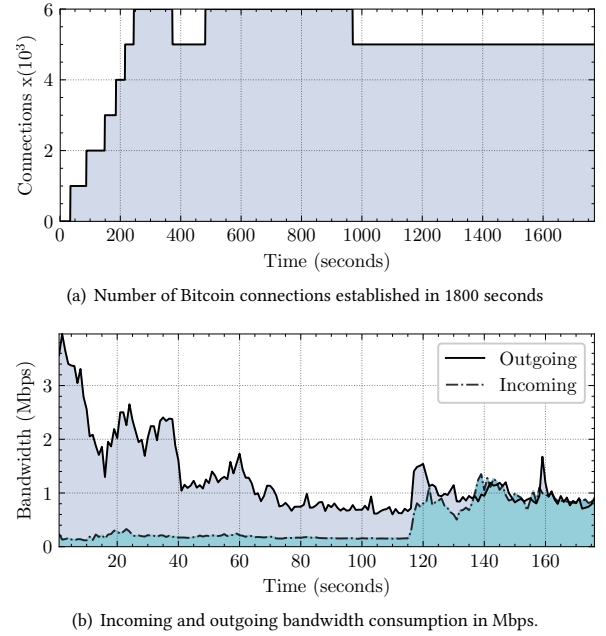 6
4
2
0
Connections x(10³)
0 200 400 600 800 1000 1200 1400 1600
Time (seconds)
(a) Number of Bitcoin connections established in 1800 seconds
3
2
1
0
Bandwidth (Mbps)
Outgoing
Incoming
20 40 60 80 100 120 140 160
Time (seconds)
(b) Incoming and outgoing bandwidth consumption in Mbps.